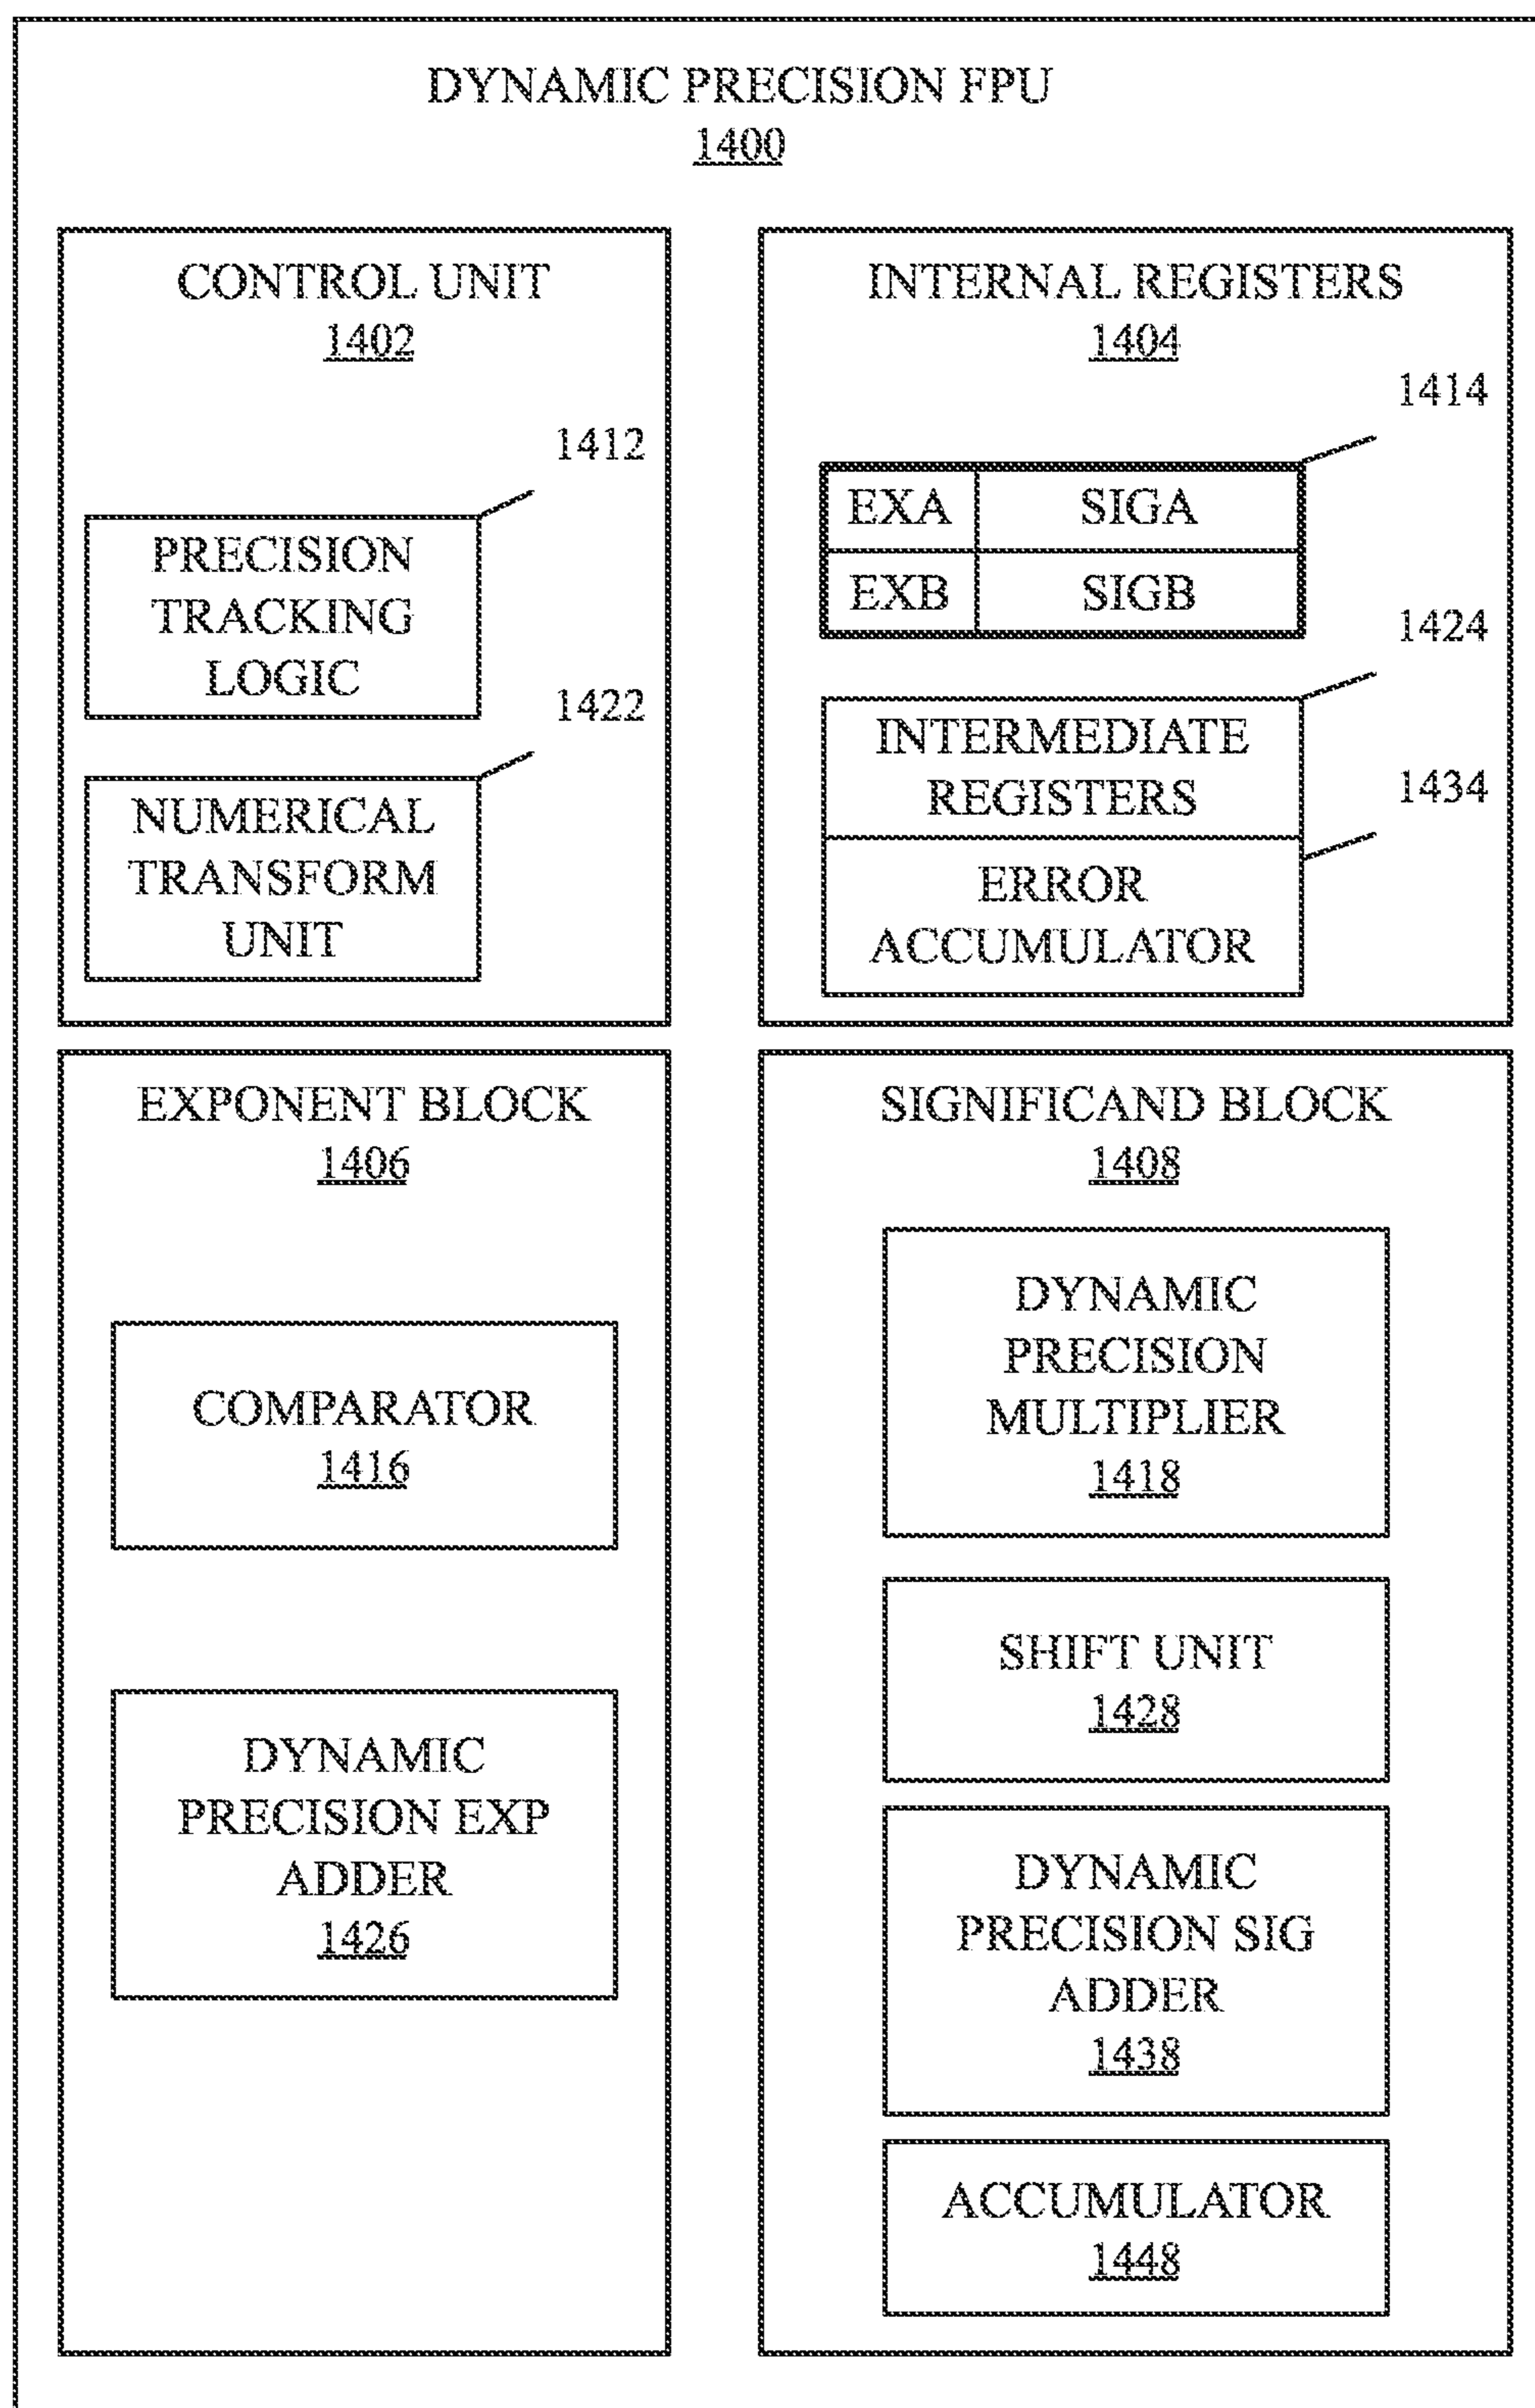 DYNAMIC PRECISION FPU
1400
CONTROL UNIT
1402
1412
PRECISION
TRACKING
LOGIC
1422
NUMERICAL
TRANSFORM
UNIT
INTERNAL REGISTERS
1404
1414
EXA SIGA
EXB SIGB
1424
INTERMEDIATE
REGISTERS
1434
ERROR
ACCUMULATOR
EXPONENT BLOCK
1406
COMPARATOR
1416
DYNAMIC
PRECISION EXP
ADDER
1426
SIGNIFICAND BLOCK
1408
DYNAMIC
PRECISION
MULTIPLIER
1418
SHIFT UNIT
1428
DYNAMIC
PRECISION SIG
ADDER
1438
ACCUMULATOR
1448